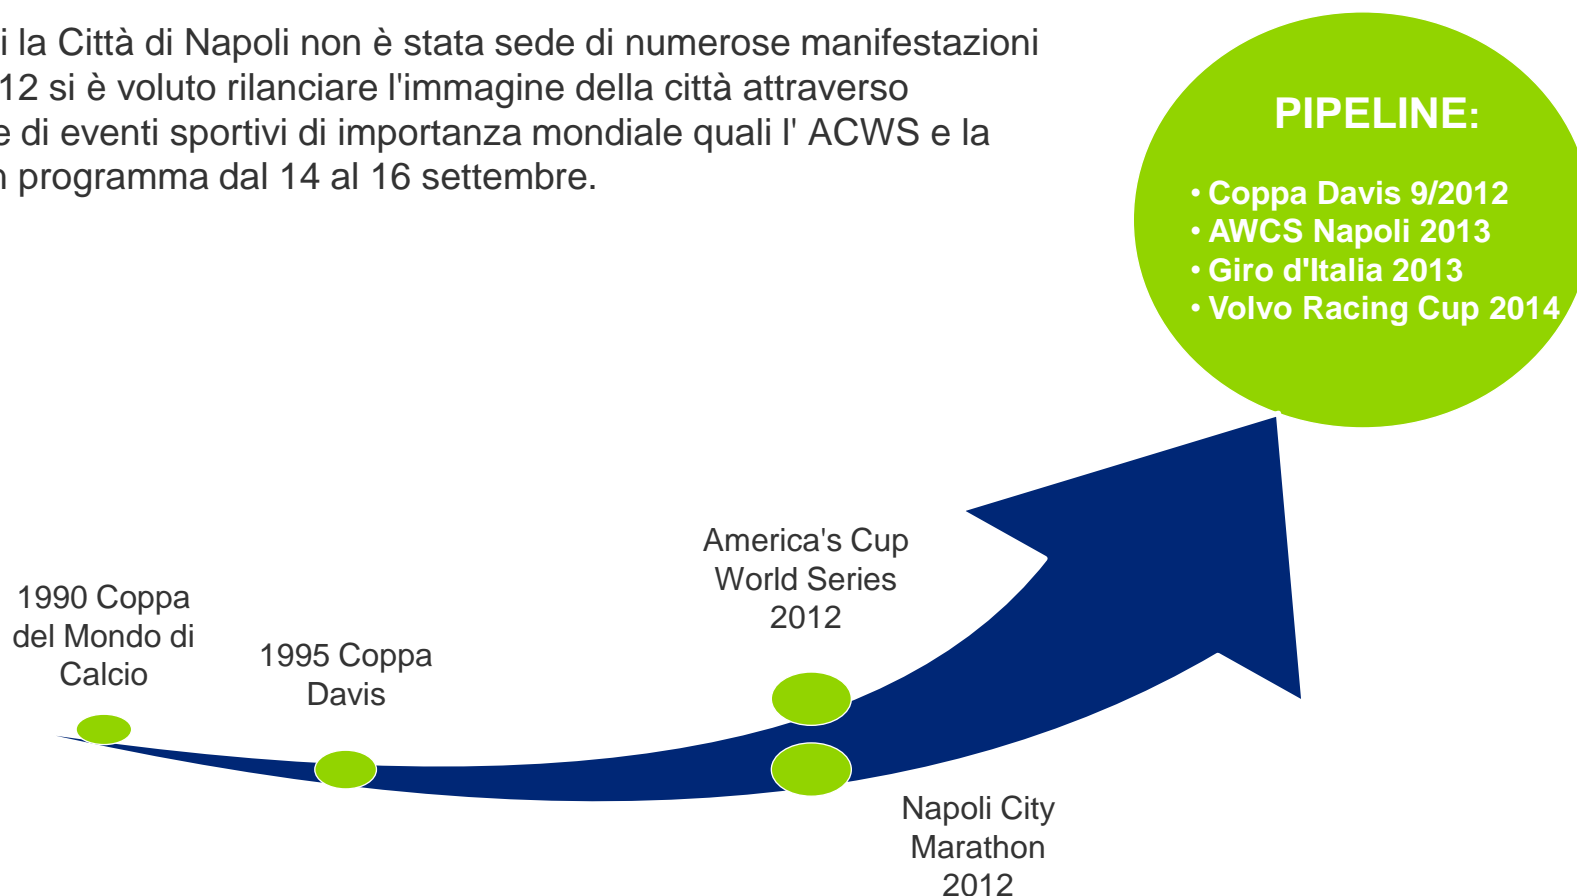 i la Città di Napoli non è stata sede di numerose manifestazioni
12 si è voluto rilanciare l'immagine della città attraverso
e di eventi sportivi di importanza mondiale quali l' ACWS e la
n programma dal 14 al 16 settembre.
PIPELINE:
• Coppa Davis 9/2012
• AWCS Napoli 2013
• Giro d'Italia 2013
• Volvo Racing Cup 2014
America's Cup
World Series
2012
1990 Coppa
del Mondo di
Calcio
1995 Coppa
Davis
Napoli City
Marathon
2012